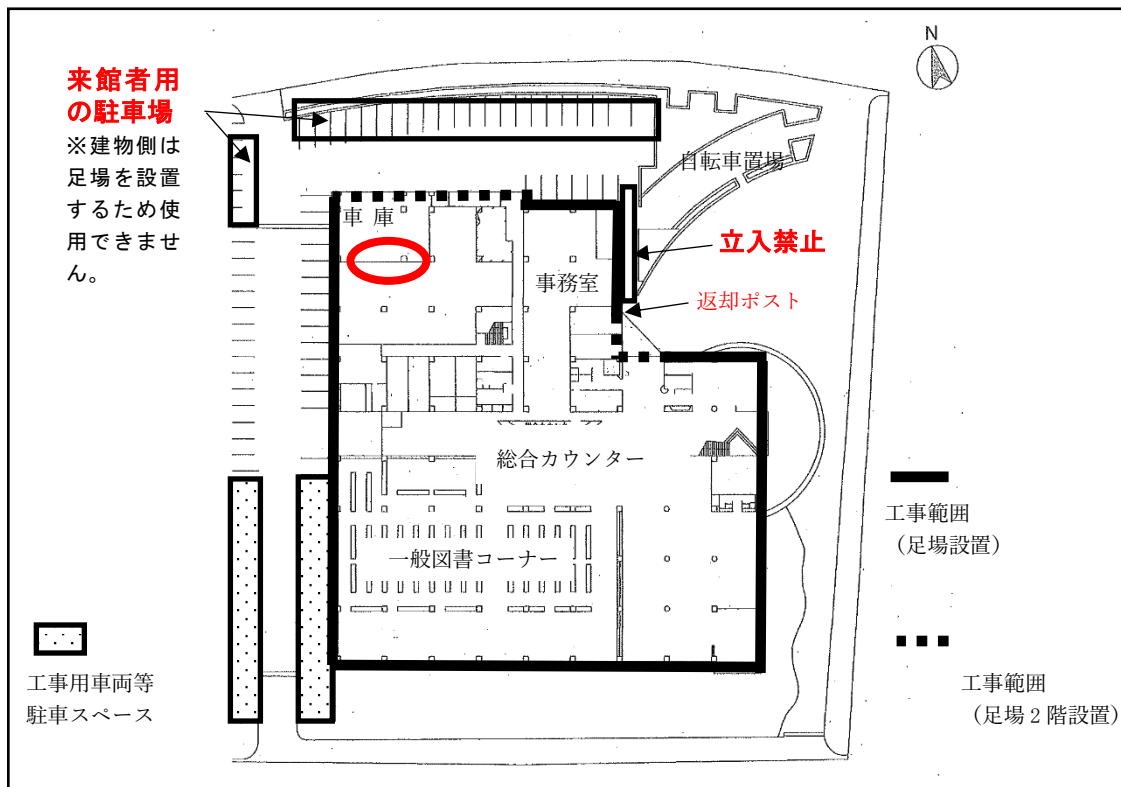 N
来館者用
の駐車場
※建物側は
足場を設置
するため使
用できませ
ん。
自転車置場
車 庫
立入禁止
事務室
返却ポスト
総合カウンター
工事範囲
（足場設置）
一般図書コーナー
工事用車両等
駐車スペース
工事範囲
（足場２階設置）